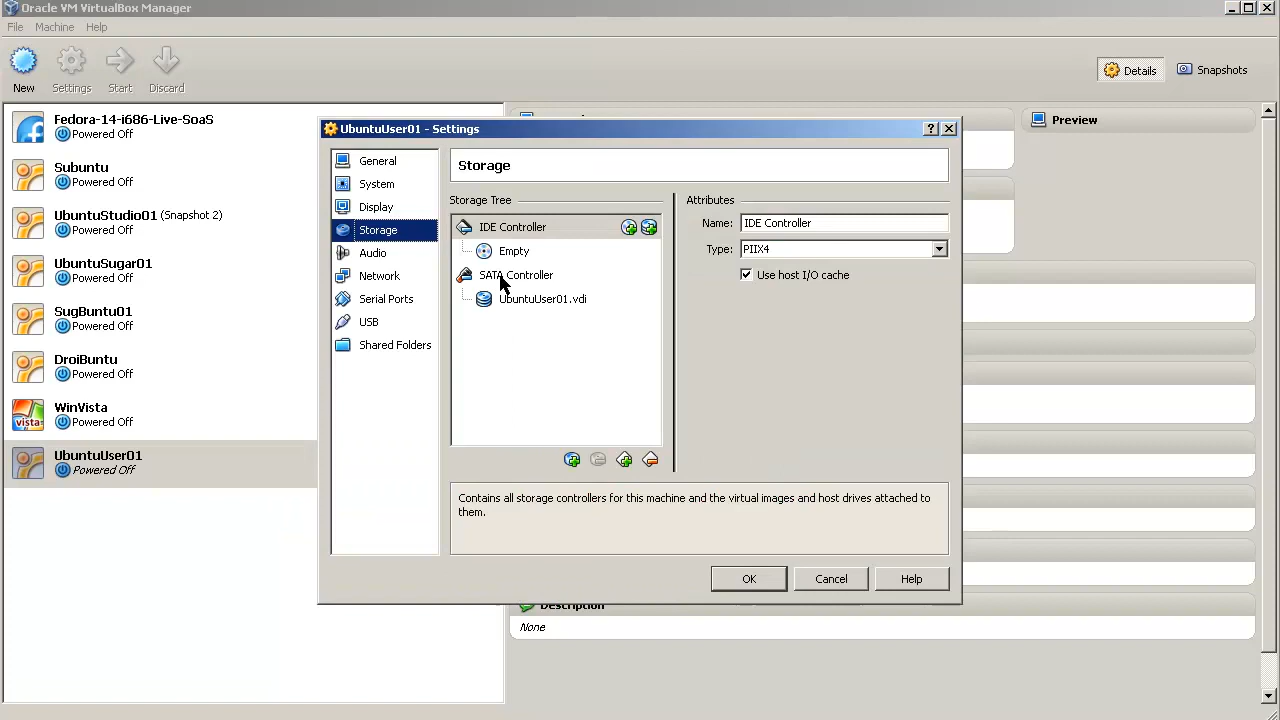 Oracle VM VirtualBox Manager
File Machine Help
New Settings Start Discard
Details Snapshots
Fedora-14-i686-Live-SoaS
Powered Off
Subuntu
Powered Off
UbuntuStudio01 (Snapshot 2)
Powered Off
UbuntuSugar01
Powered Off
SugBuntu01
Powered Off
DroiBuntu
Powered Off
WinVista
vista
Powered Off
UbuntuUser01
Powered Off
Preview
UbuntuUser01 - Settings
General
System
Display
Storage
Audio
Network
Serial Ports
USB
Shared Folders
Storage
Storage Tree
IDE Controller
Empty
SATA Controller
UbuntuUser01.vdi
Attributes
Name: IDE Controller
Type: PIIX4
Use host I/O cache
Contains all storage controllers for this machine and the virtual images and host drives attached to
them.
OK Cancel Help
Description
None